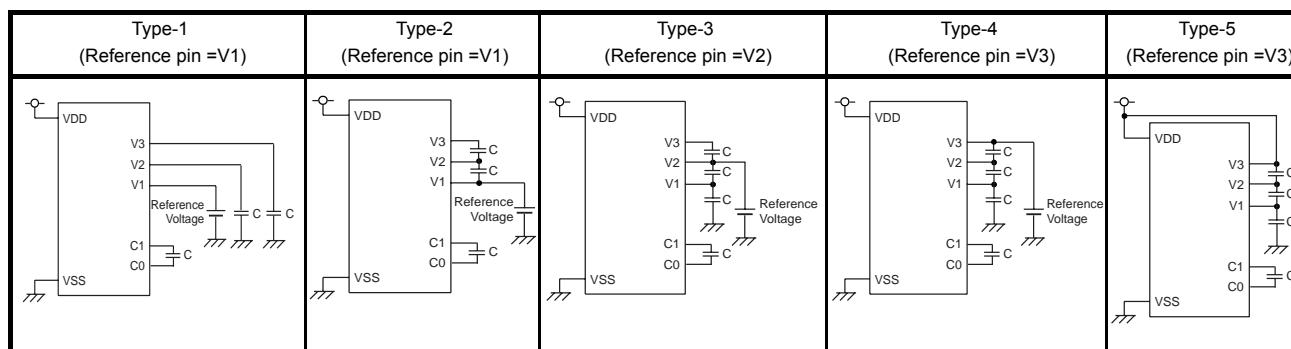 Type-1
(Reference pin =V1)
Type-2
(Reference pin =V1)
Type-3
(Reference pin =V2)
Type-4
(Reference pin =V3)
Type-5
(Reference pin =V3)
VDD
V3
V2
V1
Reference
Voltage
C
C
C1
C
C0
VSS
VDD
V3
C
V2
C
V1
Reference
Voltage
C1
C
C0
VSS
VDD
V3
C
V2
C
V1
C
Reference
Voltage
C1
C
C0
VSS
VDD
V3
C
V2
C
V1
C
Reference
Voltage
C1
C
C0
VSS
VDD
V3
C
V2
C
V1
C
C1
C
C0
VSS